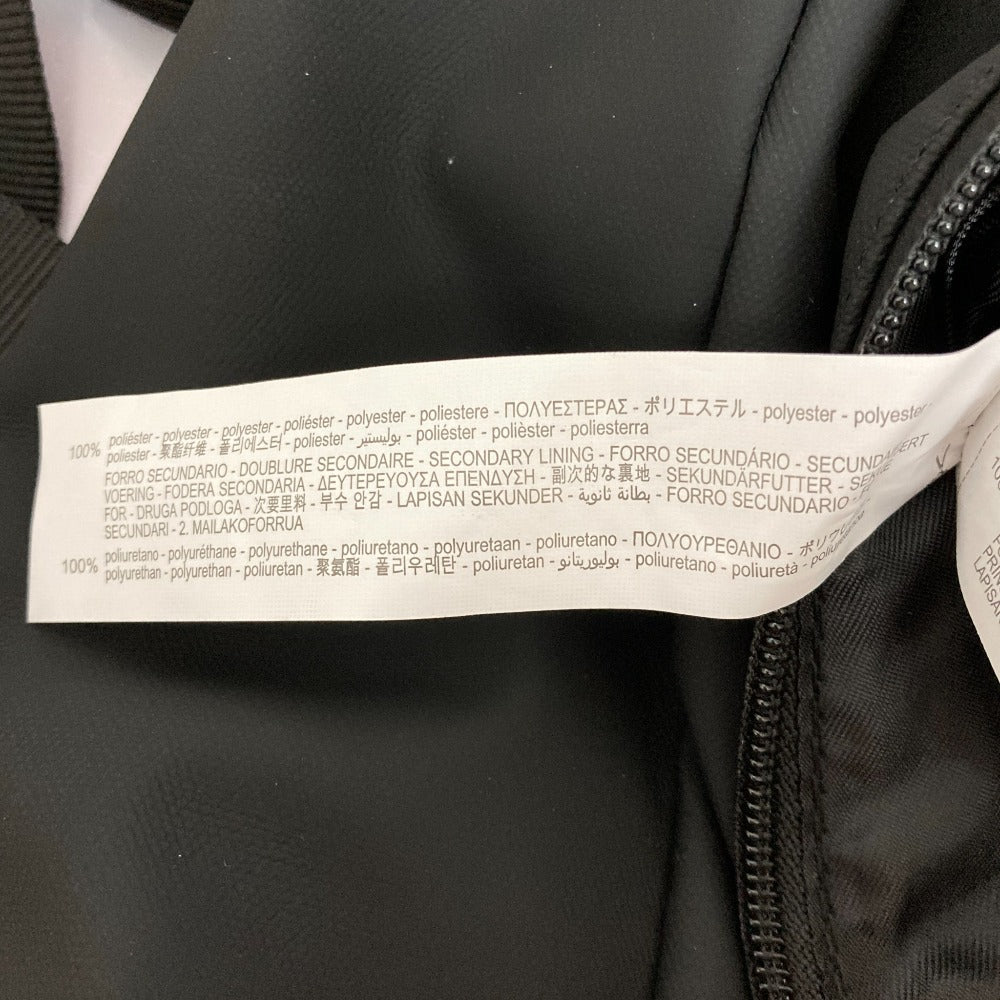 100% poliéster - polyester - polyester - poliéster - polyester - poliestere - ΠΟΛΥΕΣΤΕΡΑΣ - ポリエステル - polyester - polyester
poliester - 聚酯纤维 - 폴리에스터 - poliester - بوليستير - poliéster - polièster - poliesterra
FORRO SECUNDARIO - DOUBLURE SECONDAIRE - SECONDARY LINING - FORRO SECUNDÁRIO - SECUNDAIR
VOERING - FODERA SECONDARIA - ΔΕΥΤΕΡΕΥΟΥΣΑ ΕΠΕΝΔΥΣΗ - 副次的な裏地 - SEKUNDÄRFUTTER -
FOR - DRUGA PODLOGA - 次要里料 - 부수 안감 - LAPISAN SEKUNDER - بطانة ثانوية - FORRO SECUNDARIO -
SECUNDARI - 2. MAILAKOFORRUA
100% poliuretano - polyuréthane - polyurethane - poliuretano - polyuretaan - poliuretano - ΠΟΛΥΟΥΡΕΘΑΝΙΟ -
polyurethan - polyurethan - poliuretan - 聚氨酯 - 폴리우레탄 - poliuretan - بوليوريتانو - poliuretano - poliuretà -
PRIN
LAPISA